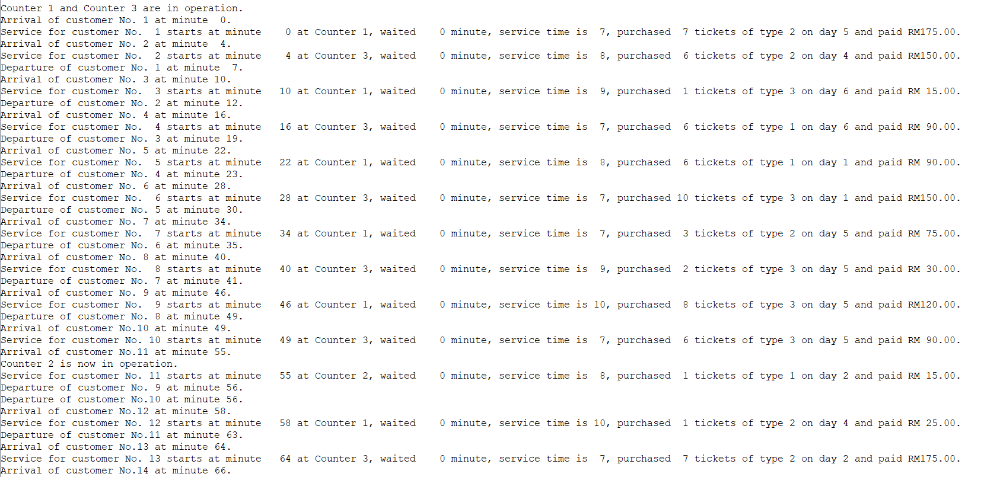 Counter 1 and Counter 3 are in operation.
Arrival of customer No. 1 at minute  0.
Service for customer No.  1 starts at minute    0 at Counter 1, waited    0 minute, service time is  7, purchased  7 tickets of type 2 on day 5 and paid RM175.00.
Arrival of customer No. 2 at minute  4.
Service for customer No.  2 starts at minute    4 at Counter 3, waited    0 minute, service time is  8, purchased  6 tickets of type 2 on day 4 and paid RM150.00.
Departure of customer No. 1 at minute  7.
Arrival of customer No. 3 at minute 10.
Service for customer No.  3 starts at minute   10 at Counter 1, waited    0 minute, service time is  9, purchased  1 tickets of type 3 on day 6 and paid RM 15.00.
Departure of customer No. 2 at minute 12.
Arrival of customer No. 4 at minute 16.
Service for customer No.  4 starts at minute   16 at Counter 3, waited    0 minute, service time is  7, purchased  6 tickets of type 1 on day 6 and paid RM 90.00.
Departure of customer No. 3 at minute 19.
Arrival of customer No. 5 at minute 22.
Service for customer No.  5 starts at minute   22 at Counter 1, waited    0 minute, service time is  8, purchased  6 tickets of type 1 on day 1 and paid RM 90.00.
Departure of customer No. 4 at minute 23.
Arrival of customer No. 6 at minute 28.
Service for customer No.  6 starts at minute   28 at Counter 3, waited    0 minute, service time is  7, purchased 10 tickets of type 3 on day 1 and paid RM150.00.
Departure of customer No. 5 at minute 30.
Arrival of customer No. 7 at minute 34.
Service for customer No.  7 starts at minute   34 at Counter 1, waited    0 minute, service time is  7, purchased  3 tickets of type 2 on day 5 and paid RM 75.00.
Departure of customer No. 6 at minute 35.
Arrival of customer No. 8 at minute 40.
Service for customer No.  8 starts at minute   40 at Counter 3, waited    0 minute, service time is  9, purchased  2 tickets of type 3 on day 5 and paid RM 30.00.
Departure of customer No. 7 at minute 41.
Arrival of customer No. 9 at minute 46.
Service for customer No.  9 starts at minute   46 at Counter 1, waited    0 minute, service time is 10, purchased  8 tickets of type 3 on day 5 and paid RM120.00.
Departure of customer No. 8 at minute 49.
Arrival of customer No.10 at minute 49.
Service for customer No. 10 starts at minute   49 at Counter 3, waited    0 minute, service time is  7, purchased  6 tickets of type 3 on day 5 and paid RM 90.00.
Arrival of customer No.11 at minute 55.
Counter 2 is now in operation.
Service for customer No. 11 starts at minute   55 at Counter 2, waited    0 minute, service time is  8, purchased  1 tickets of type 1 on day 2 and paid RM 15.00.
Departure of customer No. 9 at minute 56.
Departure of customer No.10 at minute 56.
Arrival of customer No.12 at minute 58.
Service for customer No. 12 starts at minute   58 at Counter 1, waited    0 minute, service time is 10, purchased  1 tickets of type 2 on day 4 and paid RM 25.00.
Departure of customer No.11 at minute 63.
Arrival of customer No.13 at minute 64.
Service for customer No. 13 starts at minute   64 at Counter 3, waited    0 minute, service time is  7, purchased  7 tickets of type 2 on day 2 and paid RM175.00.
Arrival of customer No.14 at minute 66.